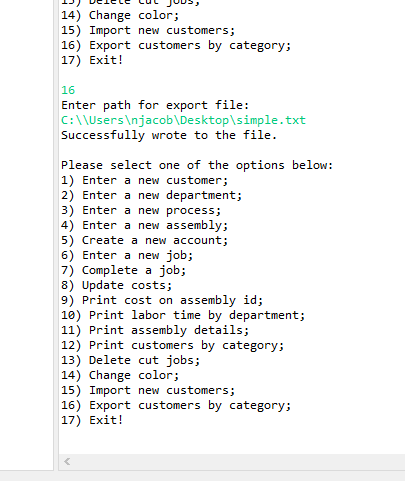 13) Delete cut jobs;
14) Change color;
15) Import new customers;
16) Export customers by category;
17) Exit!
16
Enter path for export file:
C:\\Users\njacob\Desktop\simple.txt
Successfully wrote to the file.
Please select one of the options below:
1) Enter a new customer;
2) Enter a new department;
3) Enter a new process;
4) Enter a new assembly;
5) Create a new account;
6) Enter a new job;
7) Complete a job;
8) Update costs;
9) Print cost on assembly id;
10) Print labor time by department;
11) Print assembly details;
12) Print customers by category;
13) Delete cut jobs;
14) Change color;
15) Import new customers;
16) Export customers by category;
17) Exit!